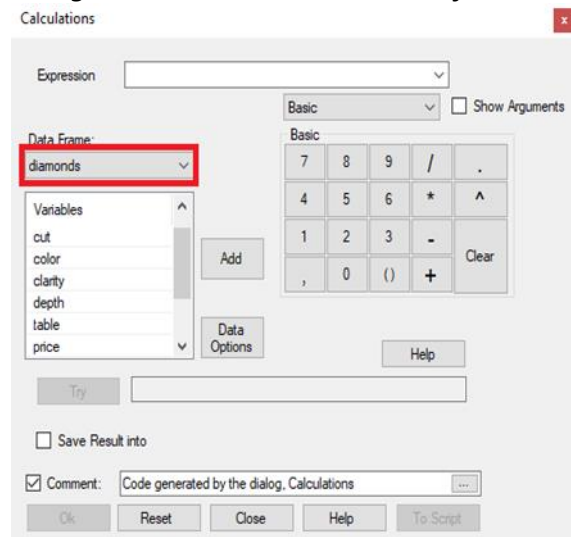 Calculations
x
Expression
Basic
Show Arguments
Data Frame:
diamonds
Basic
7 8 9 / .
4 5 6 * ^
1 2 3 -
Clear
, 0 () +
Variables
cut
color
clarity
depth
table
price
Add
Data
Options
Help
Try
Save Result into
Comment: Code generated by the dialog, Calculations ...
Ok Reset Close Help To Script